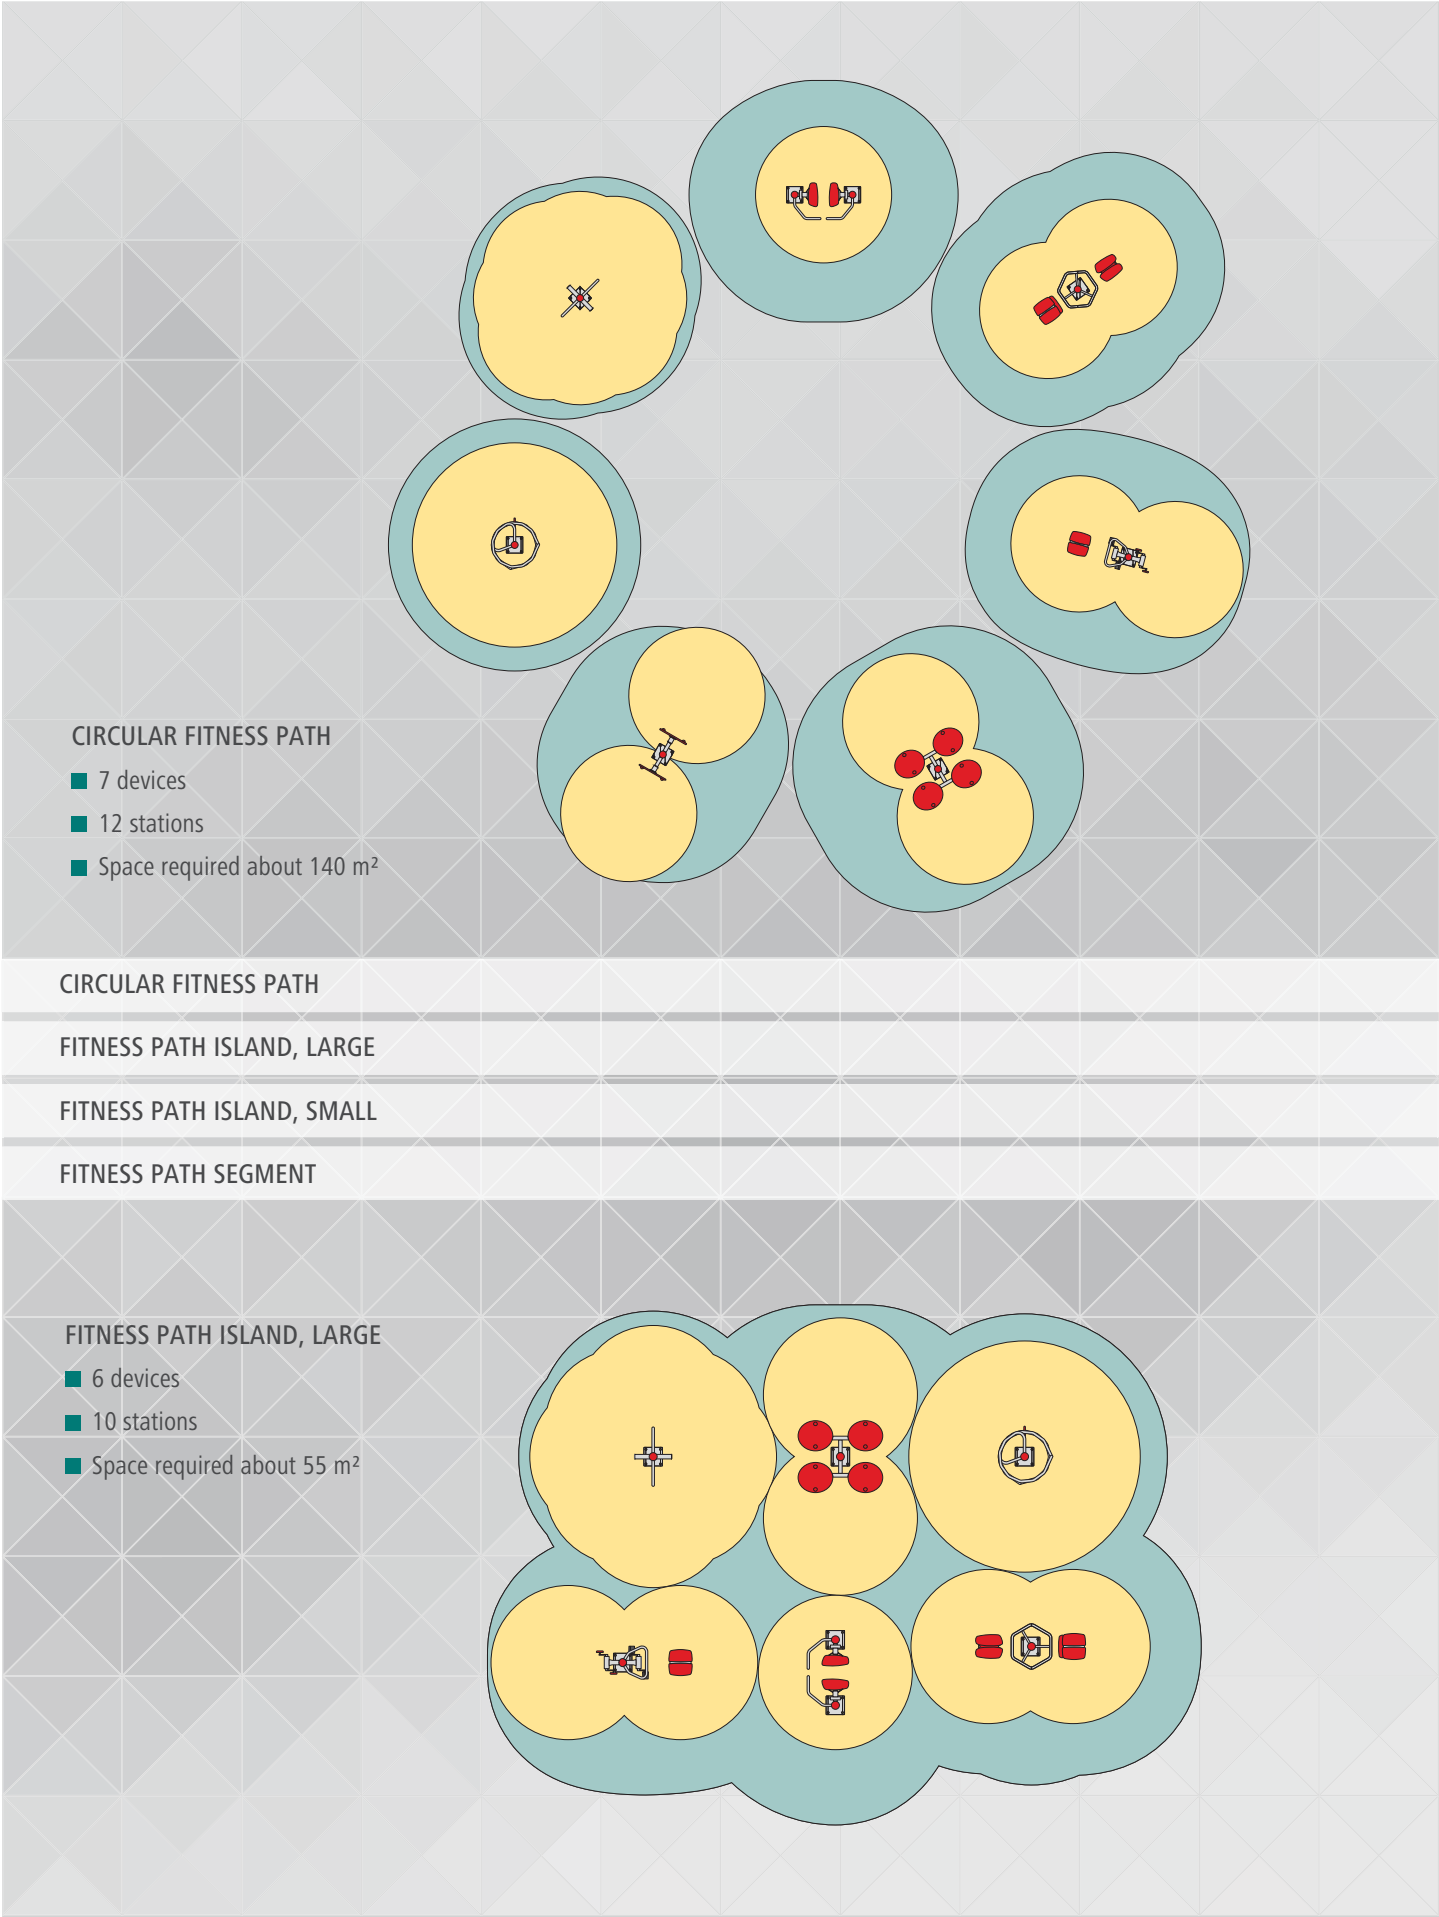 CIRCULAR FITNESS PATH
7 devices
12 stations
Space required about 140 m²
CIRCULAR FITNESS PATH
FITNESS PATH ISLAND, LARGE
FITNESS PATH ISLAND, SMALL
FITNESS PATH SEGMENT
FITNESS PATH ISLAND, LARGE
6 devices
10 stations
Space required about 55 m²